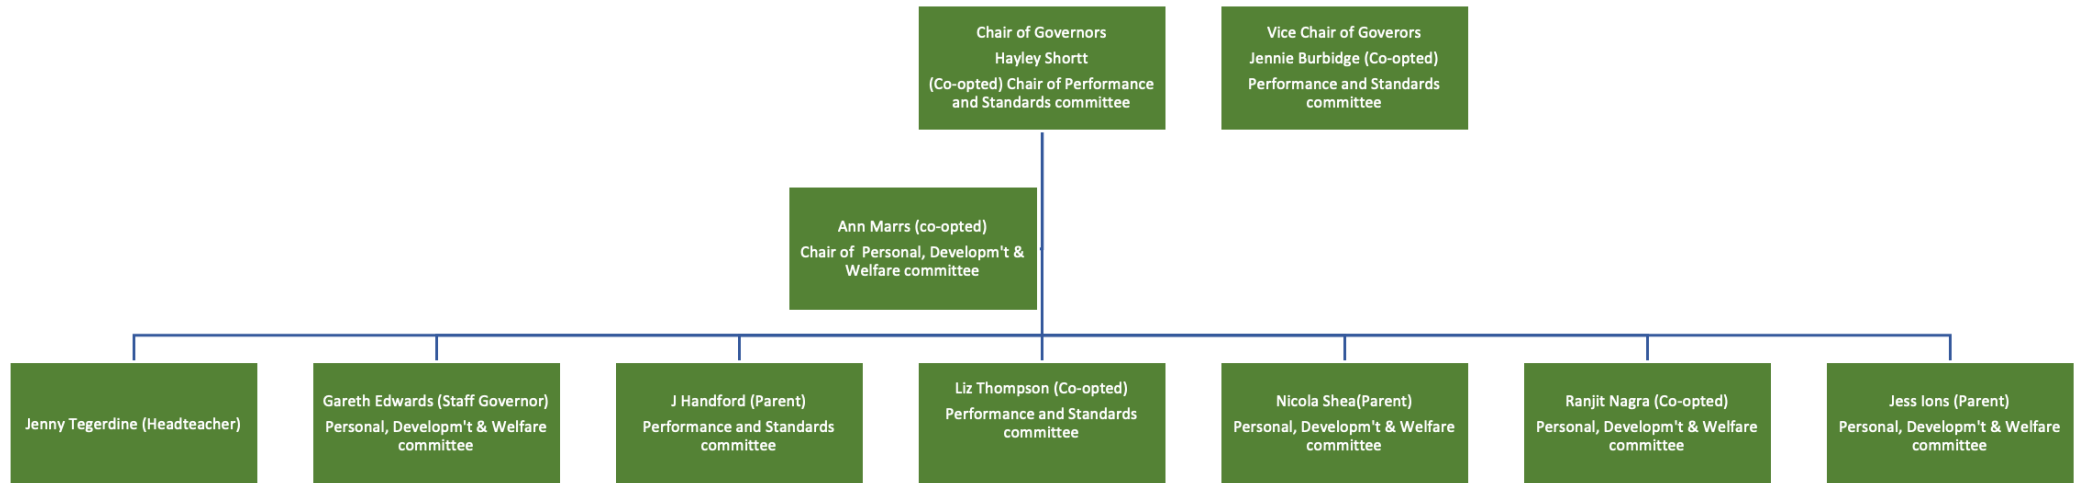 Chair of Governors
Hayley Shortt
(Co-opted) Chair of Performance
and Standards committee
Vice Chair of Goverors
Jennie Burbidge (Co-opted)
Performance and Standards
committee
Ann Marrs (co-opted)
Chair of  Personal, Developm't &
Welfare committee
Jenny Tegerdine (Headteacher)
Gareth Edwards (Staff Governor)
Personal, Developm't & Welfare
committee
J Handford (Parent)
Performance and Standards
committee
Liz Thompson (Co-opted)
Performance and Standards
committee
Nicola Shea(Parent)
Personal, Developm't & Welfare
committee
Ranjit Nagra (Co-opted)
Personal, Developm't & Welfare
committee
Jess Ions (Parent)
Personal, Developm't & Welfare
committee